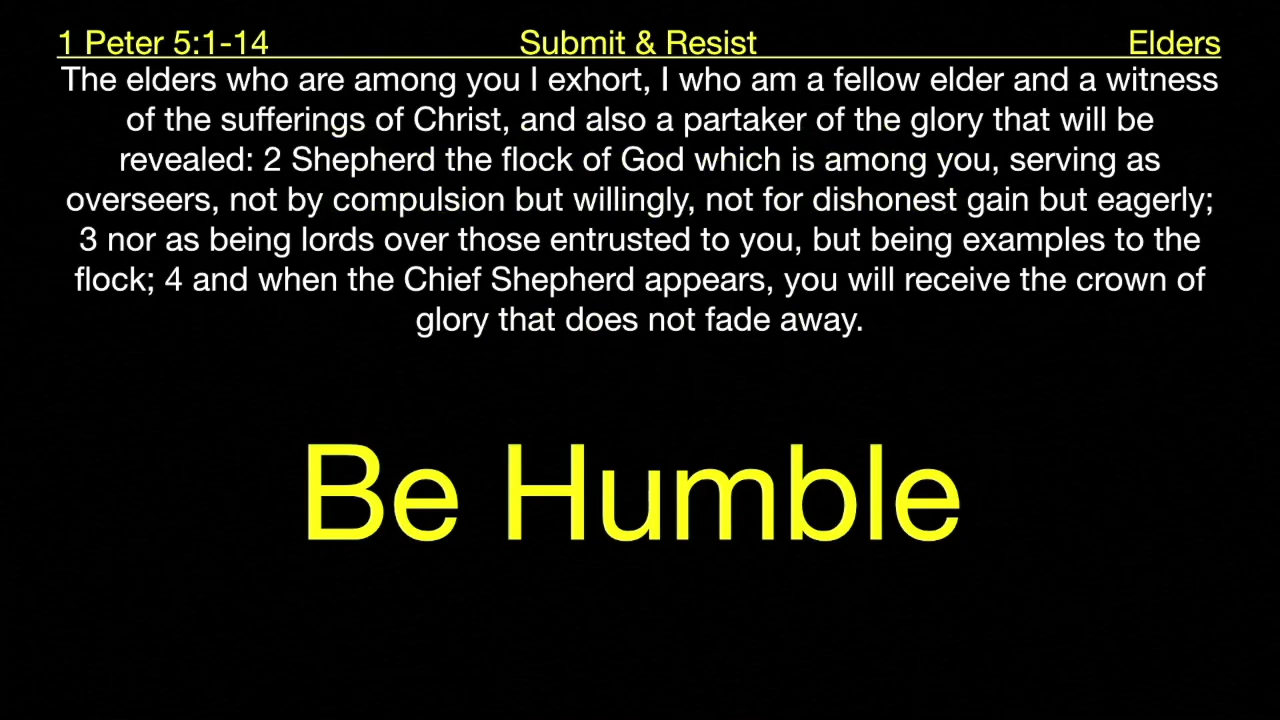 1 Peter 5:1-14 Submit & Resist Elders
The elders who are among you I exhort, I who am a fellow elder and a witness
of the sufferings of Christ, and also a partaker of the glory that will be
revealed: 2 Shepherd the flock of God which is among you, serving as
overseers, not by compulsion but willingly, not for dishonest gain but eagerly;
3 nor as being lords over those entrusted to you, but being examples to the
flock; 4 and when the Chief Shepherd appears, you will receive the crown of
glory that does not fade away.
Be Humble